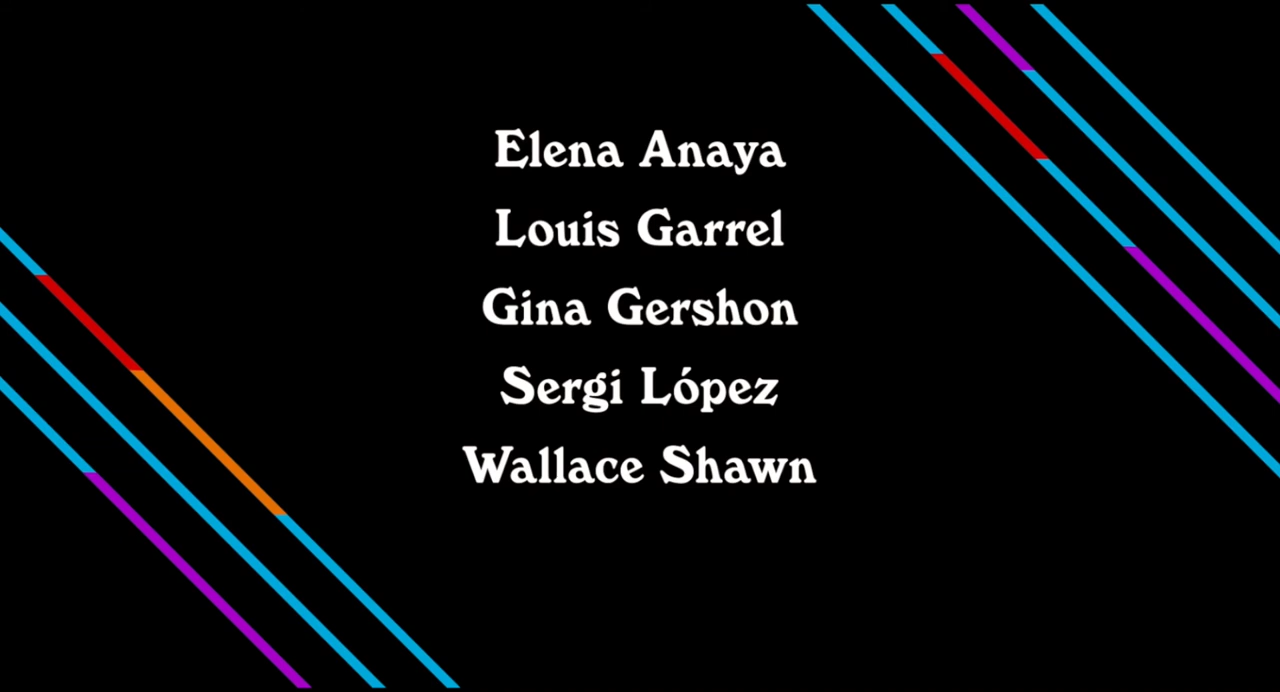 Elena Anaya
Louis Garrel
Gina Gershon
Sergi López
Wallace Shawn